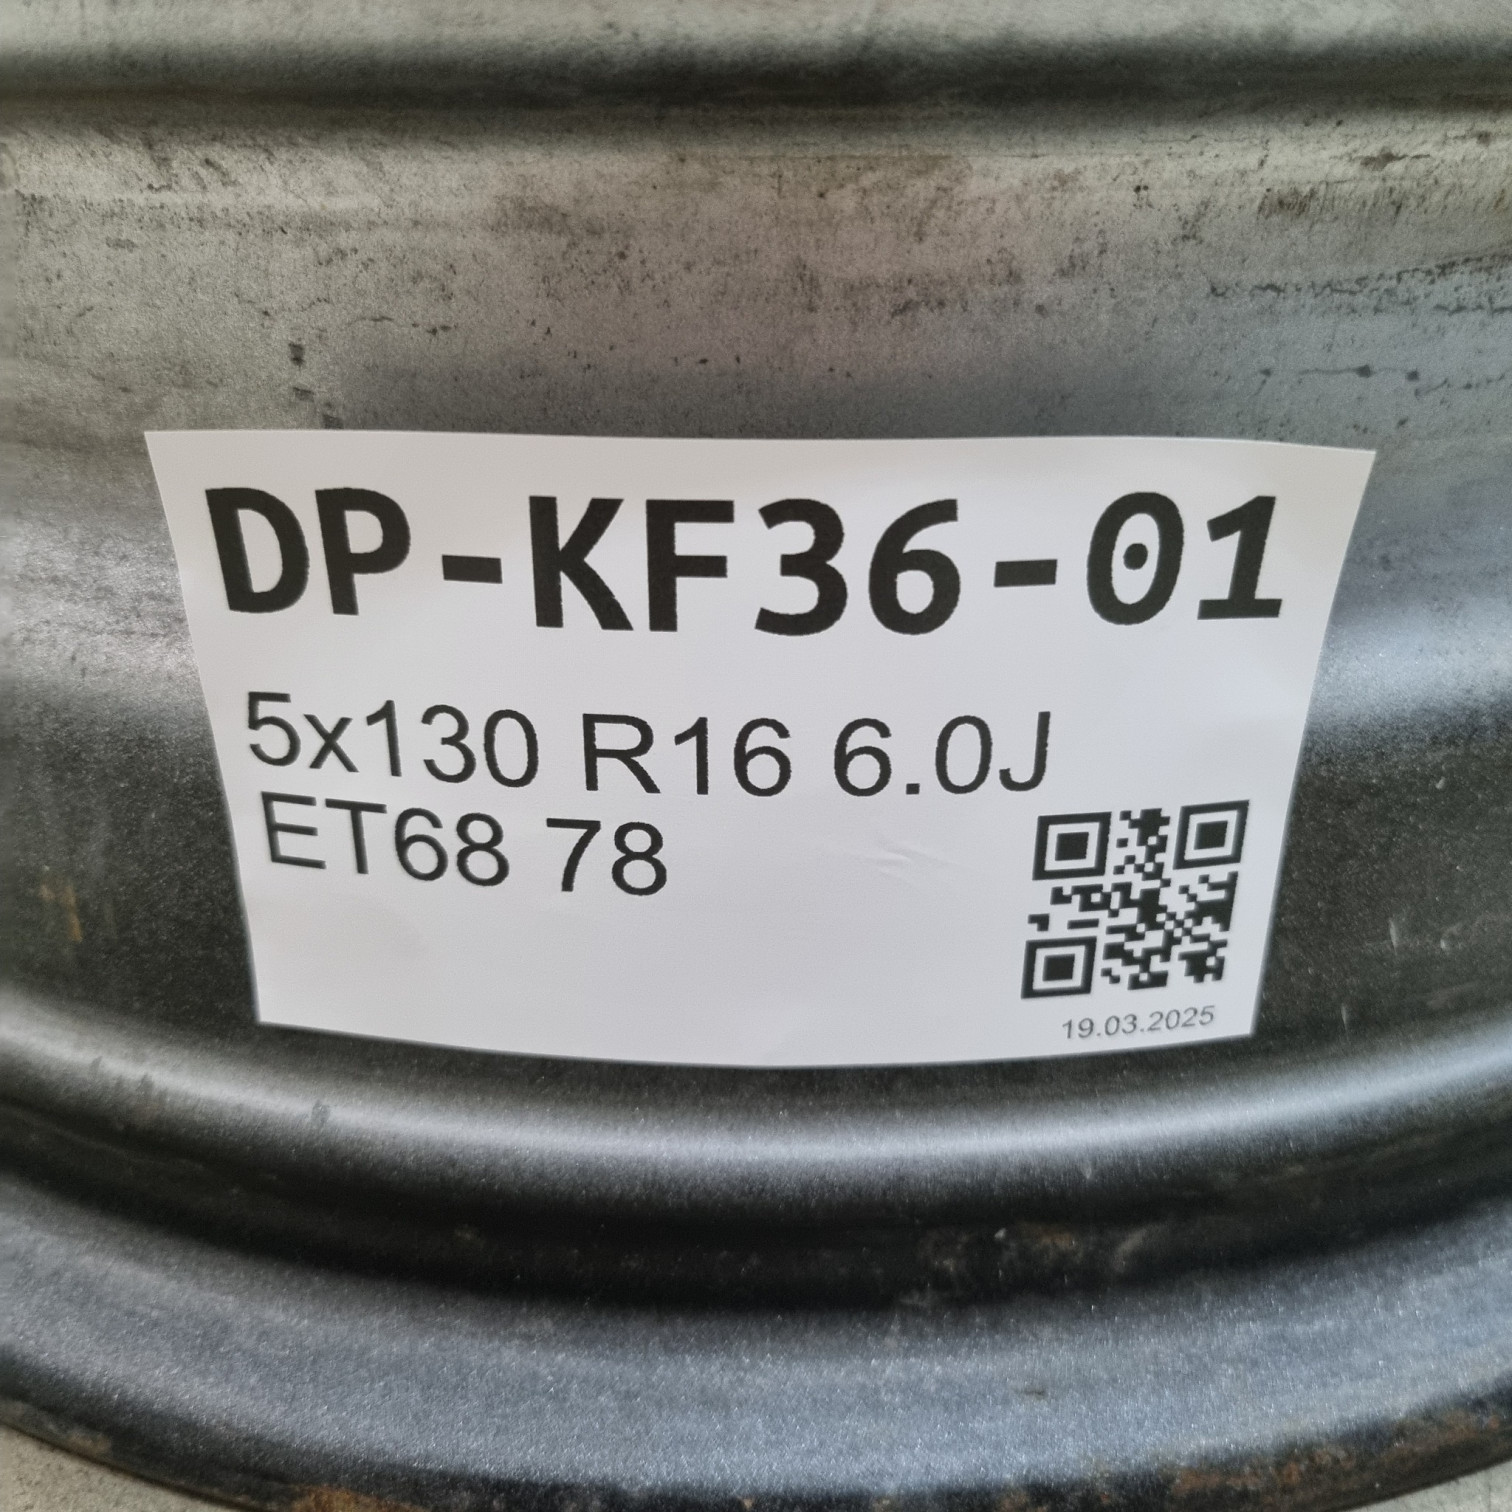 DP-KF36-01
5x130 R16 6.0J
ET68 78
19.03.2025